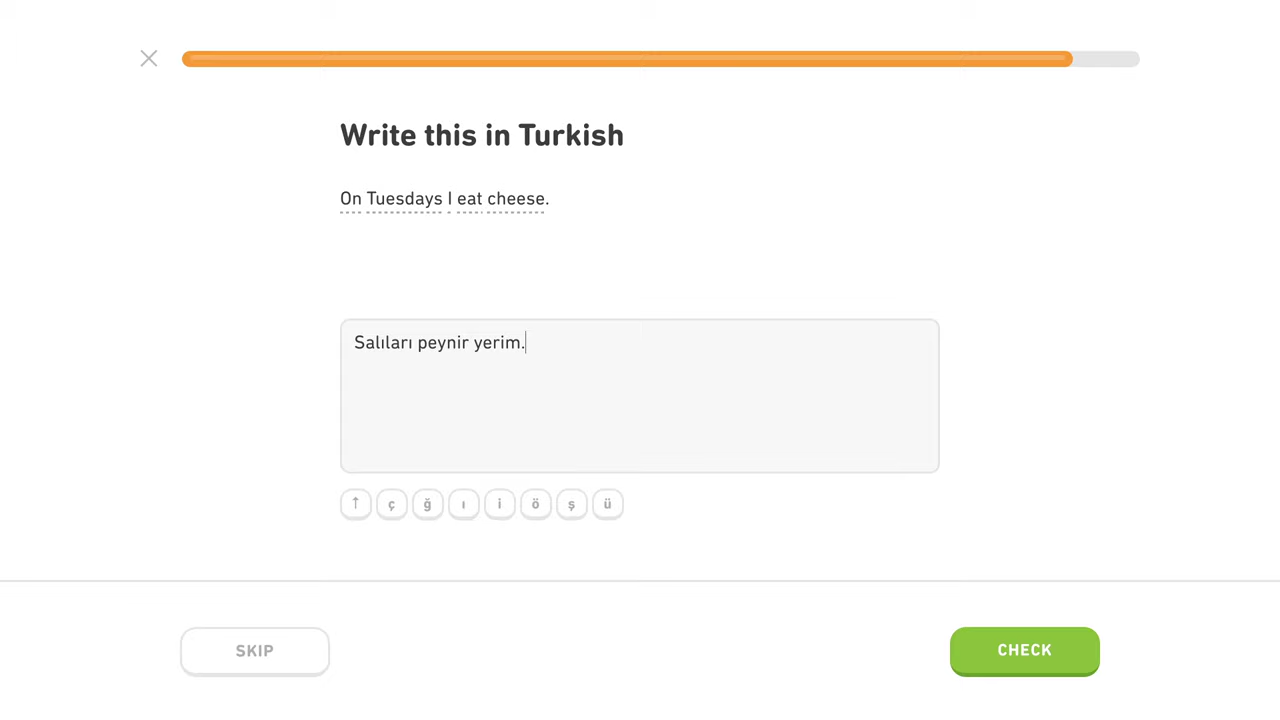 Write this in Turkish
On Tuesdays I eat cheese.
Salıları peynir yerim.
↑ ç ğ ı i ö ş ü
SKIP
CHECK